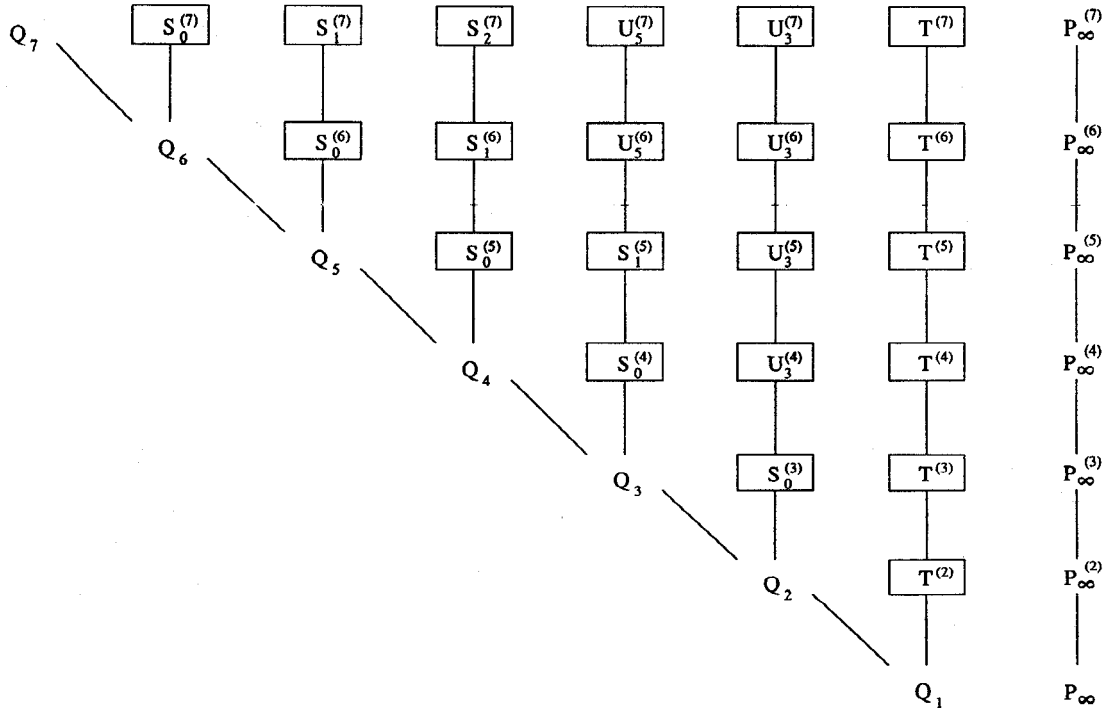 Q₇ S₀⁽⁷⁾ S₁⁽⁷⁾ S₂⁽⁷⁾ U₅⁽⁷⁾ U₃⁽⁷⁾ T⁽⁷⁾ P∞⁽⁷⁾
Q₆ S₀⁽⁶⁾ S₁⁽⁶⁾ U₅⁽⁶⁾ U₃⁽⁶⁾ T⁽⁶⁾ P∞⁽⁶⁾
Q₅ S₀⁽⁵⁾ S₁⁽⁵⁾ U₃⁽⁵⁾ T⁽⁵⁾ P∞⁽⁵⁾
Q₄ S₀⁽⁴⁾ U₃⁽⁴⁾ T⁽⁴⁾ P∞⁽⁴⁾
Q₃ S₀⁽³⁾ T⁽³⁾ P∞⁽³⁾
Q₂ T⁽²⁾ P∞⁽²⁾
Q₁ P∞